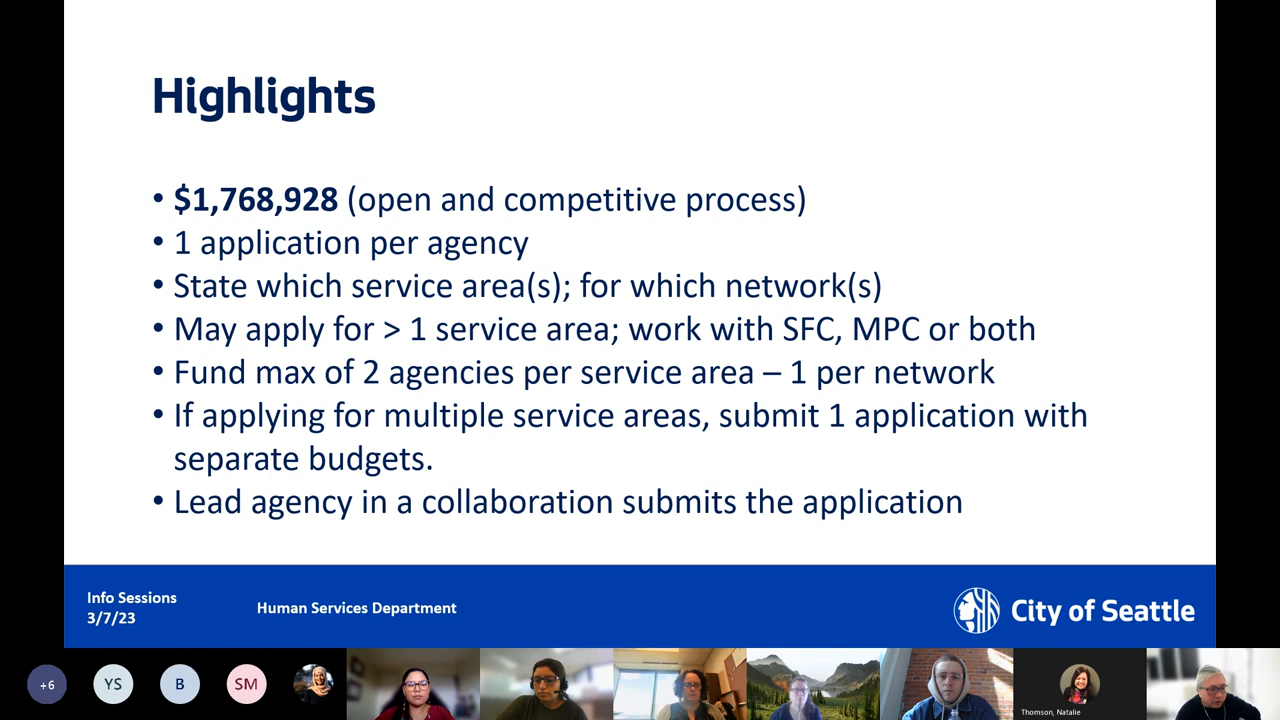 Highlights
• $1,768,928 (open and competitive process)
• 1 application per agency
• State which service area(s); for which network(s)
• May apply for > 1 service area; work with SFC, MPC or both
• Fund max of 2 agencies per service area – 1 per network
• If applying for multiple service areas, submit 1 application with
separate budgets.
• Lead agency in a collaboration submits the application
Info Sessions
3/7/23
Human Services Department
City of Seattle
+6
YS
B
SM
Thomson, Natalie